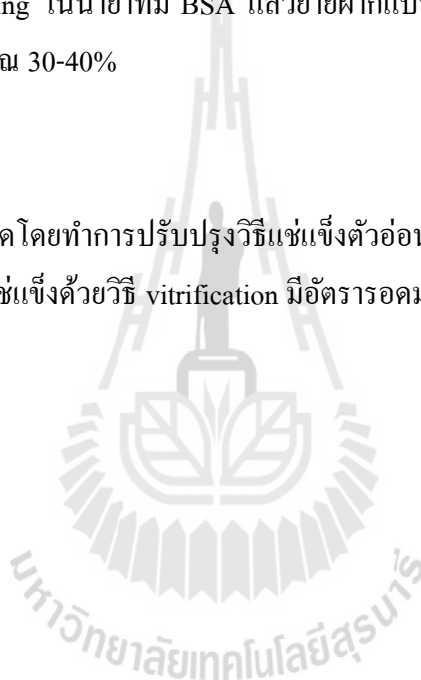 ing ในน้ำยาที่มี BSA แล้วย้ายฝากแบบ
ณ 30-40%
ดโดยทำการปรับปรุงวิธีแช่แข็งตัวอ่อน
ช่แข็งด้วยวิธี vitrification มีอัตรารอด
มหาวิทยาลัยเทคโนโลยีสุรนารี